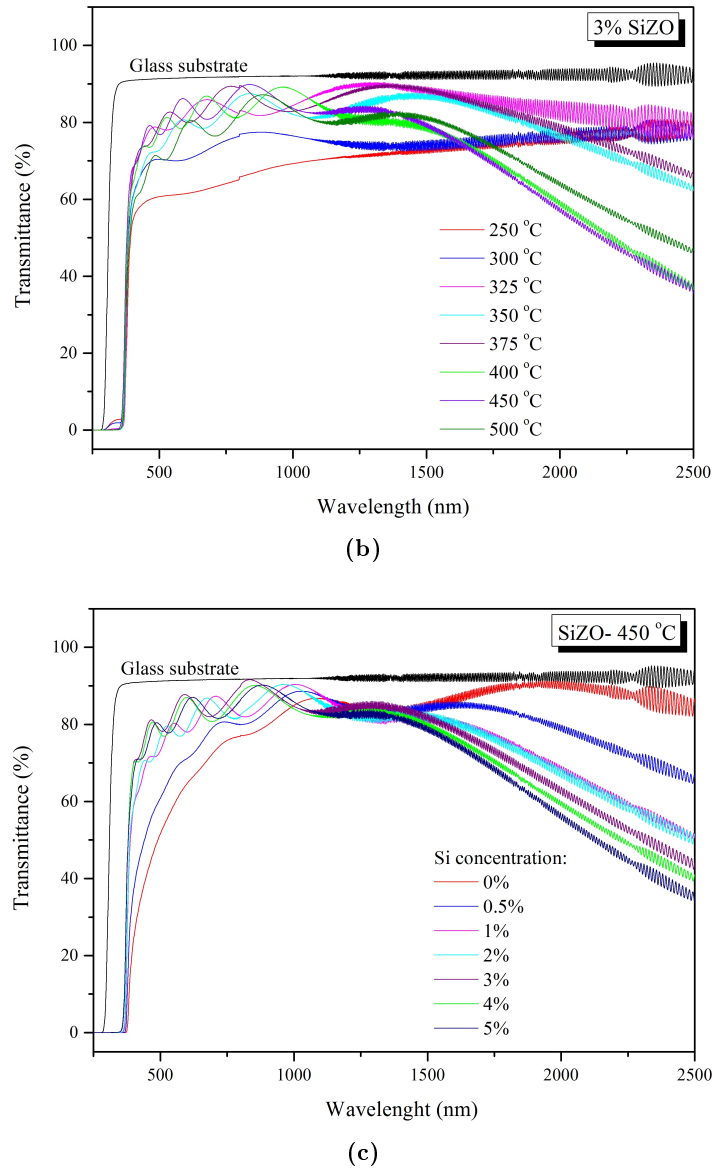 3% SiZO
Glass substrate
100
80
60
40
20
0
Transmittance (%)
250 °C
300 °C
325 °C
350 °C
375 °C
400 °C
450 °C
500 °C
500
1000
1500
2000
2500
Wavelength (nm)
(b)
SiZO- 450 °C
Glass substrate
100
80
60
40
20
0
Transmittance (%)
Si concentration:
0%
0.5%
1%
2%
3%
4%
5%
500
1000
1500
2000
2500
Wavelenght (nm)
(c)